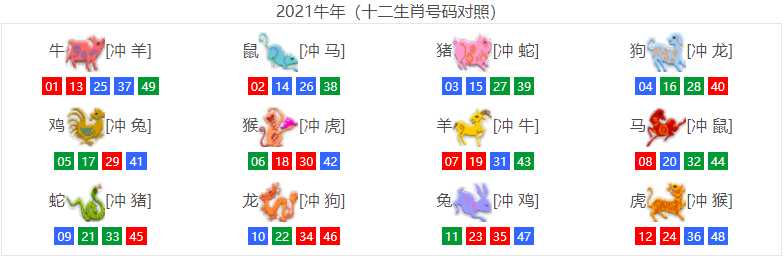 2021牛年（十二生肖号码对照）
牛[冲 羊] 鼠[冲 马] 猪[冲 蛇] 狗[冲 龙]
01 13 25 37 49 02 14 26 38 03 15 27 39 04 16 28 40
鸡[冲 兔] 猴[冲 虎] 羊[冲 牛] 马[冲 鼠]
05 17 29 41 06 18 30 42 07 19 31 43 08 20 32 44
蛇[冲 猪] 龙[冲 狗] 兔[冲 鸡] 虎[冲 猴]
09 21 33 45 10 22 34 46 11 23 35 47 12 24 36 48